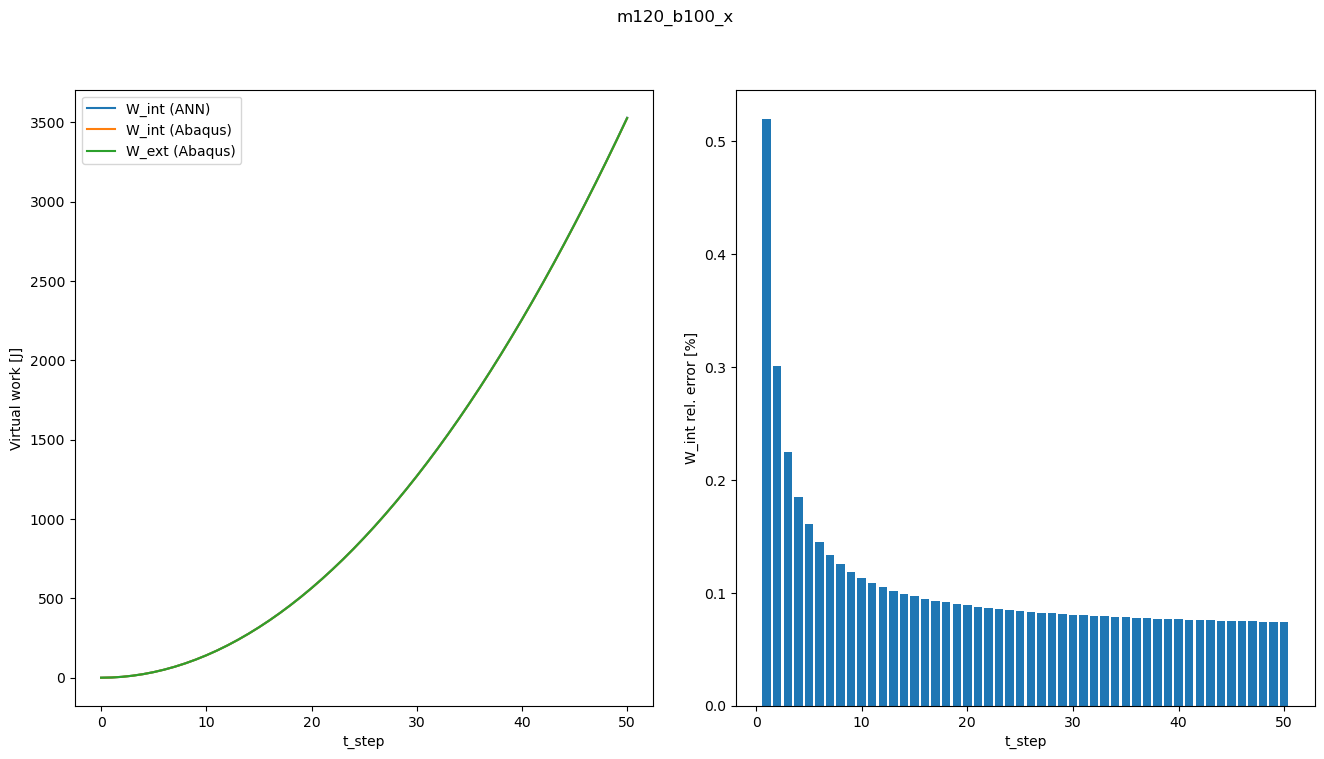 m120_b100_x
W_int (ANN)
W_int (Abaqus)
W_ext (Abaqus)
Virtual work [J]
3500
3000
2500
2000
1500
1000
500
0
0 10 20 30 40 50
t_step
W_int rel. error [%]
0.5
0.4
0.3
0.2
0.1
0.0
0 10 20 30 40 50
t_step